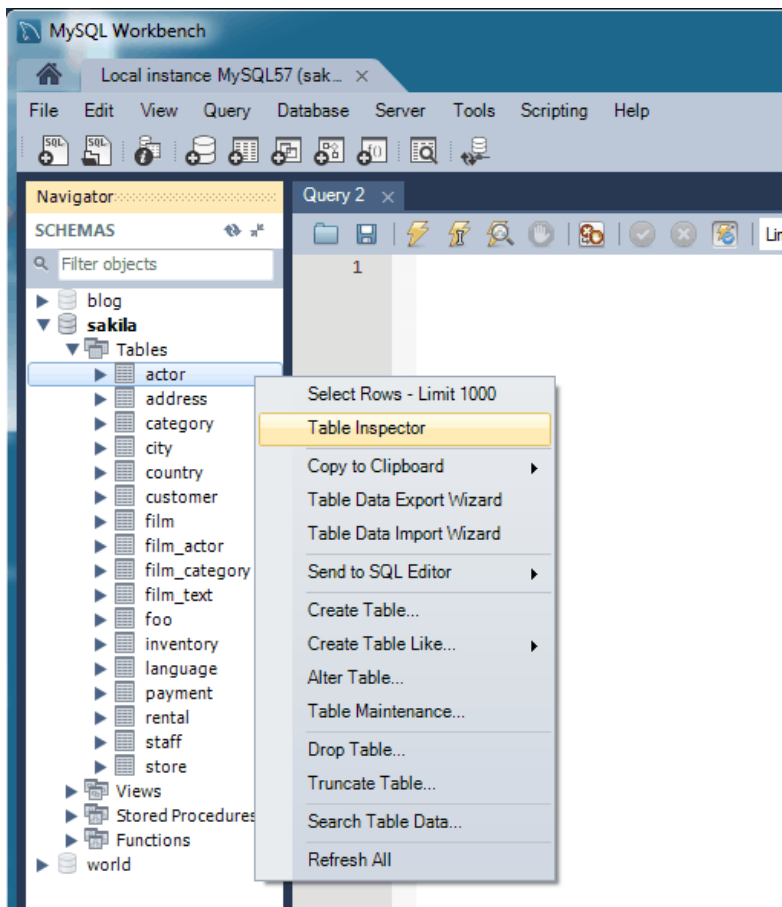 MySQL Workbench
Local instance MySQL57 (sak... ×
File Edit View Query Database Server Tools Scripting Help
SQL SQL
Navigator
Query 2 ×
SCHEMAS
Filter objects
Lir
1
blog
sakila
Tables
actor
address
category
city
country
customer
film
film_actor
film_category
film_text
foo
inventory
language
payment
rental
staff
store
Views
Stored Procedures
Functions
world
Select Rows - Limit 1000
Table Inspector
Copy to Clipboard
Table Data Export Wizard
Table Data Import Wizard
Send to SQL Editor
Create Table...
Create Table Like...
Alter Table...
Table Maintenance...
Drop Table...
Truncate Table...
Search Table Data...
Refresh All